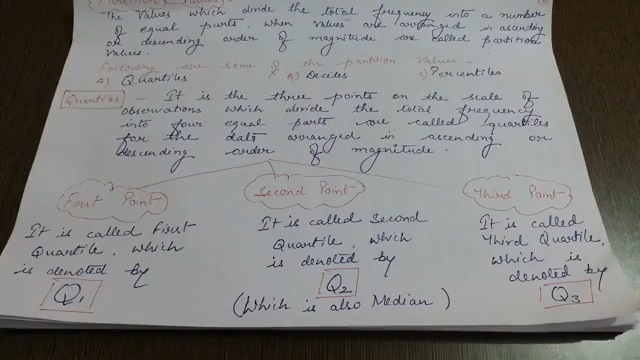 Partition Values
The Values which divide the total frequency into a number
of equal parts, when values are arranged in ascending
or descending order of magnitude are called partition
Values.
Following are some of the partition Values -
A) Quartiles B) Deciles C) Percentiles
Quartiles - It is the three points on the scale of
observations which divide the total frequency
into four equal parts are called quartiles
for the data arranged in ascending or
descending order of magnitude.
First Point
It is called First
Quartile, which
is denoted by
Q1
Second Point
It is called Second
Quartile, which
is denoted by
Q2
(Which is also Median)
Third Point
It is called
Third Quartile,
which is
denoted by
Q3